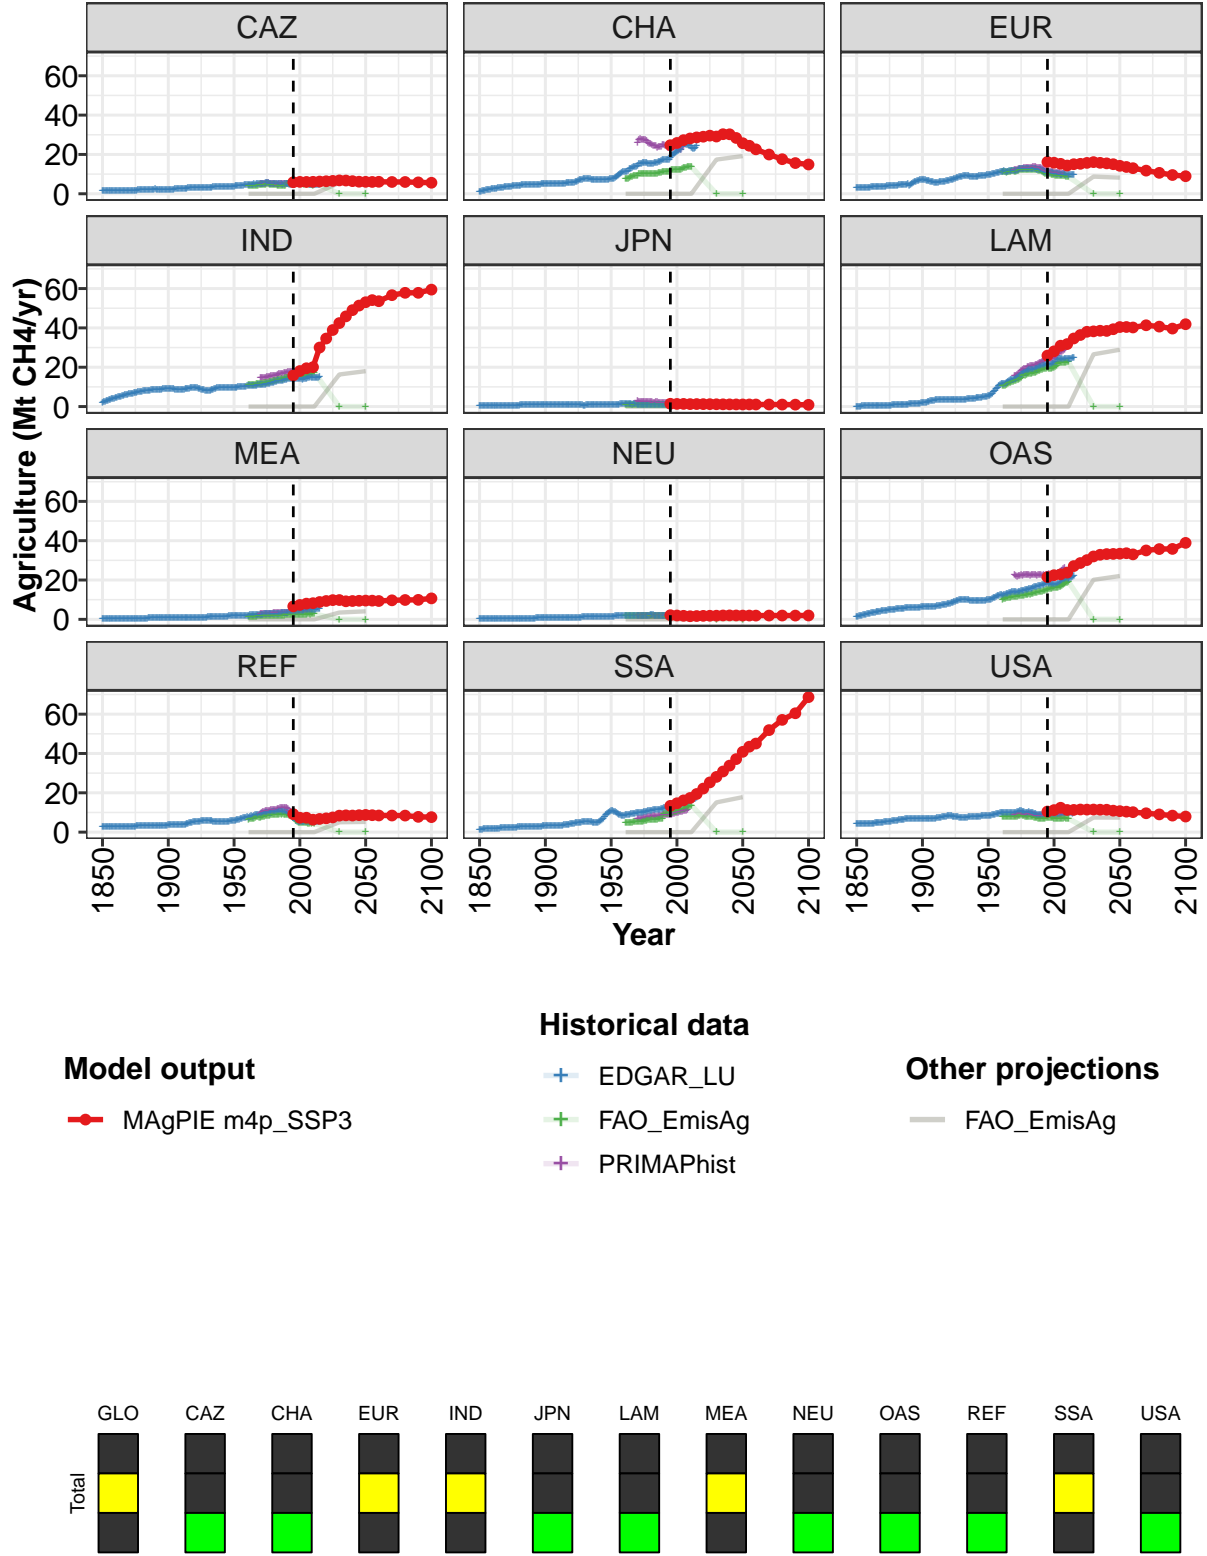 CAZ CHA EUR
60
40
20
0
IND JPN LAM
60
40
20
0
MEA NEU OAS
60
40
20
0
REF SSA USA
60
40
20
0
Agriculture (Mt CH4/yr)
1850 1900 1950 2000 2050 2100 1850 1900 1950 2000 2050 2100 1850 1900 1950 2000 2050 2100
Year
Historical data
Model output
Other projections
EDGAR_LU
MAgPIE m4p_SSP3
FAO_EmisAg
FAO_EmisAg
PRIMAPhist
GLO CAZ CHA EUR IND JPN LAM MEA NEU OAS REF SSA USA
Total